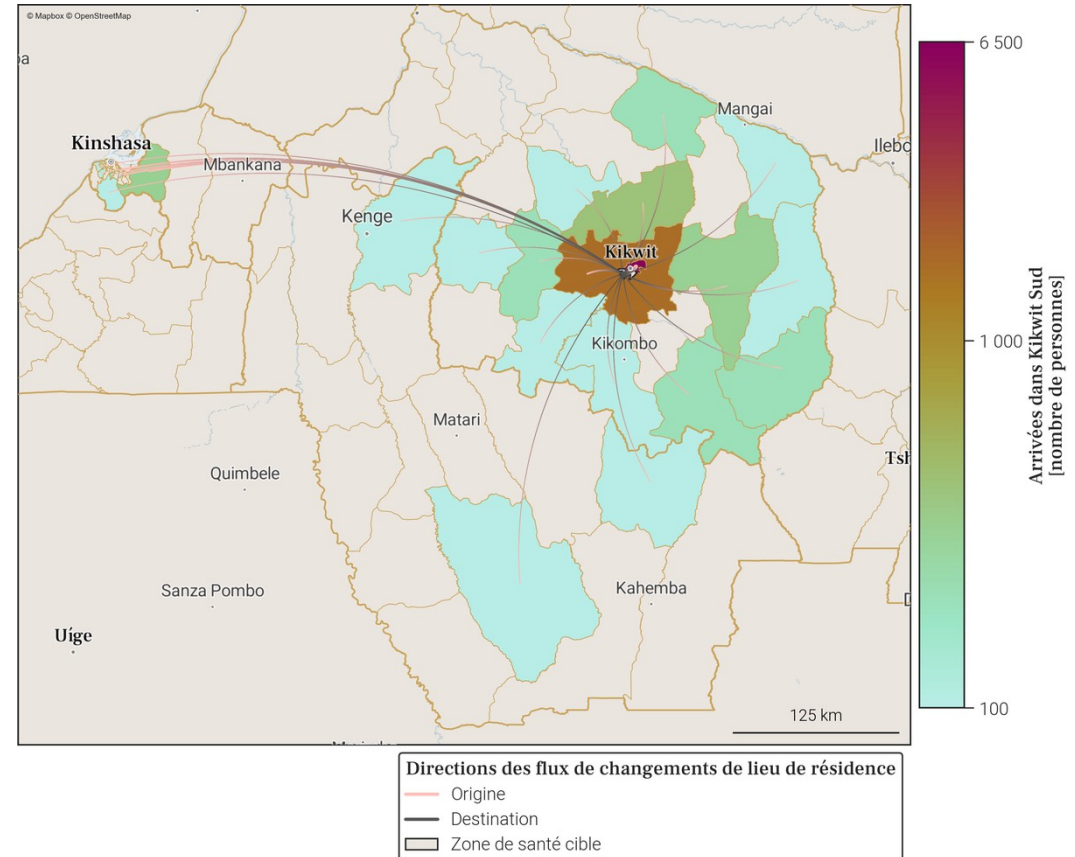 © Mapbox © OpenStreetMap
Mangai
Kinshasa
Mbankana
Kenge
Kikwit
Kikombo
Matari
Quimbele
Sanza Pombo
Kahemba
Uíge
125 km
6 500
1 000
100
Arrivées dans Kikwit Sud
[nombre de personnes]
Directions des flux de changements de lieu de résidence
Origine
Destination
Zone de santé cible